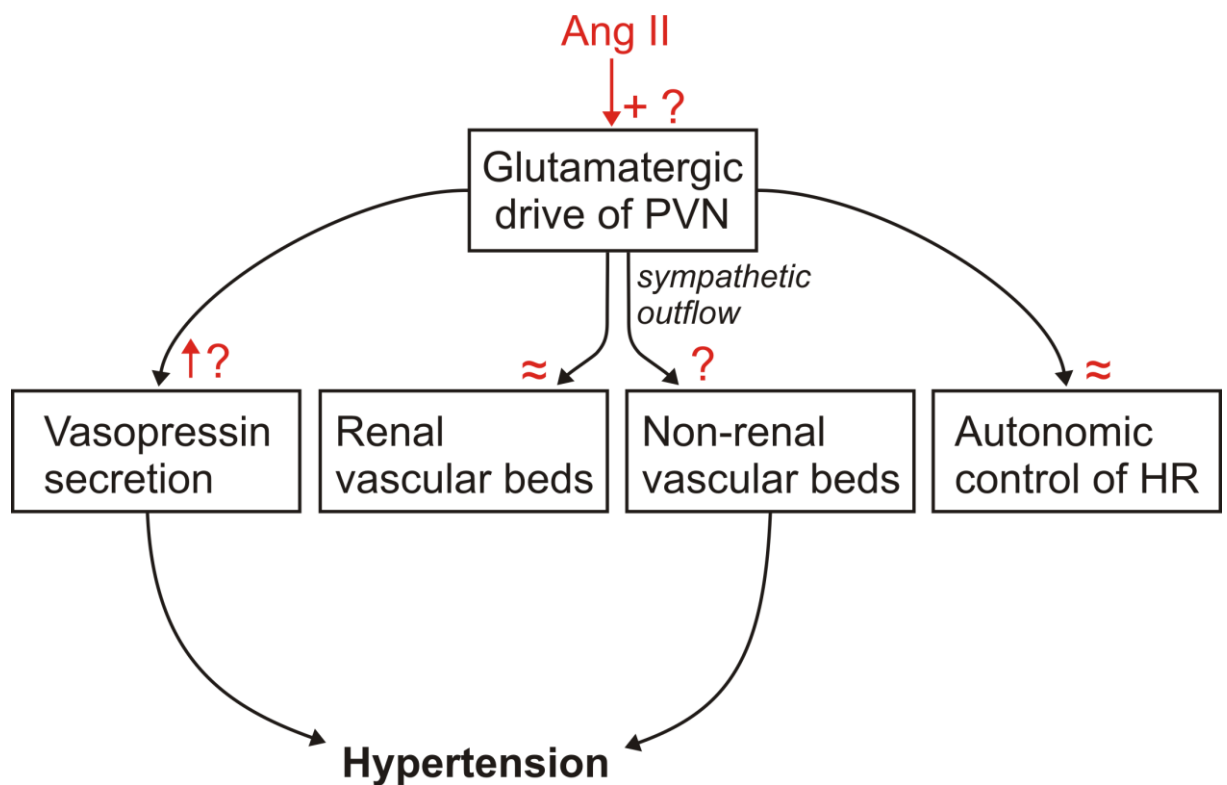 Ang II
+ ?
Glutamatergic
drive of PVN
sympathetic
outflow
↑?
≈
?
≈
Vasopressin
secretion
Renal
vascular beds
Non-renal
vascular beds
Autonomic
control of HR
Hypertension